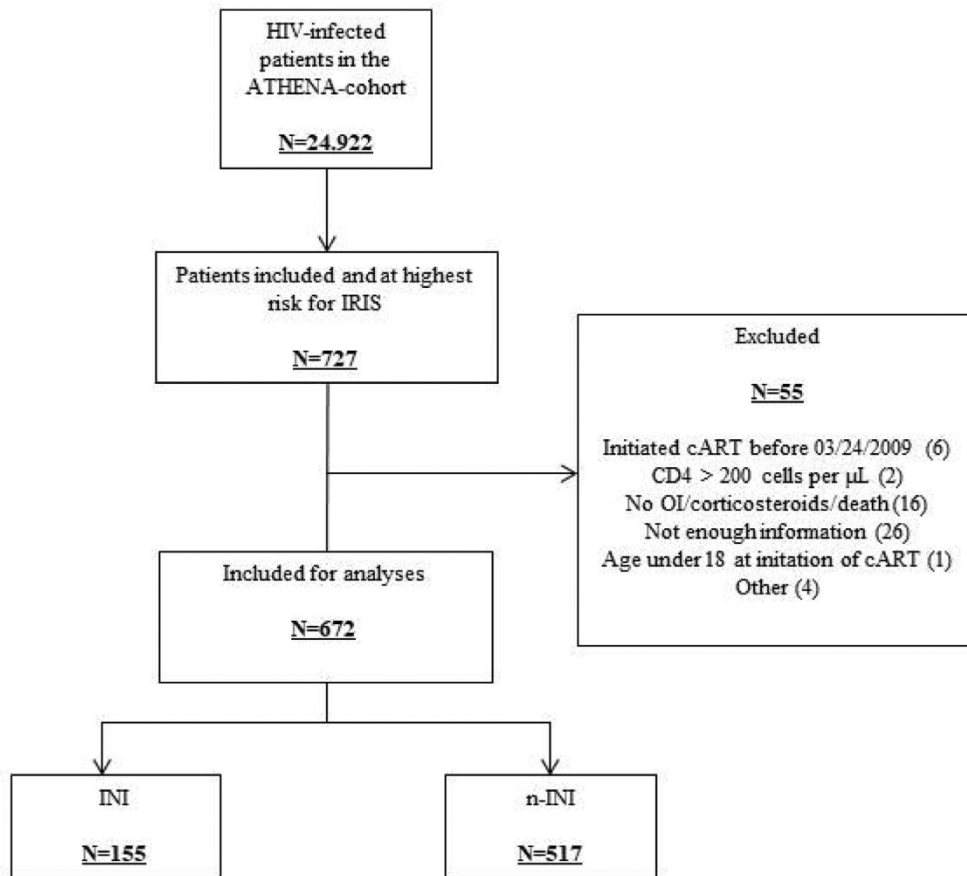 HIV-infected
patients in the
ATHENA-cohort
N=24.922
Patients included and at highest
risk for IRIS
N=727
Excluded
N=55
Initiated cART before 03/24/2009 (6)
CD4 > 200 cells per µL (2)
No OI/corticosteroids/death (16)
Not enough information (26)
Age under 18 at initation of cART (1)
Other (4)
Included for analyses
N=672
INI
N=155
n-INI
N=517